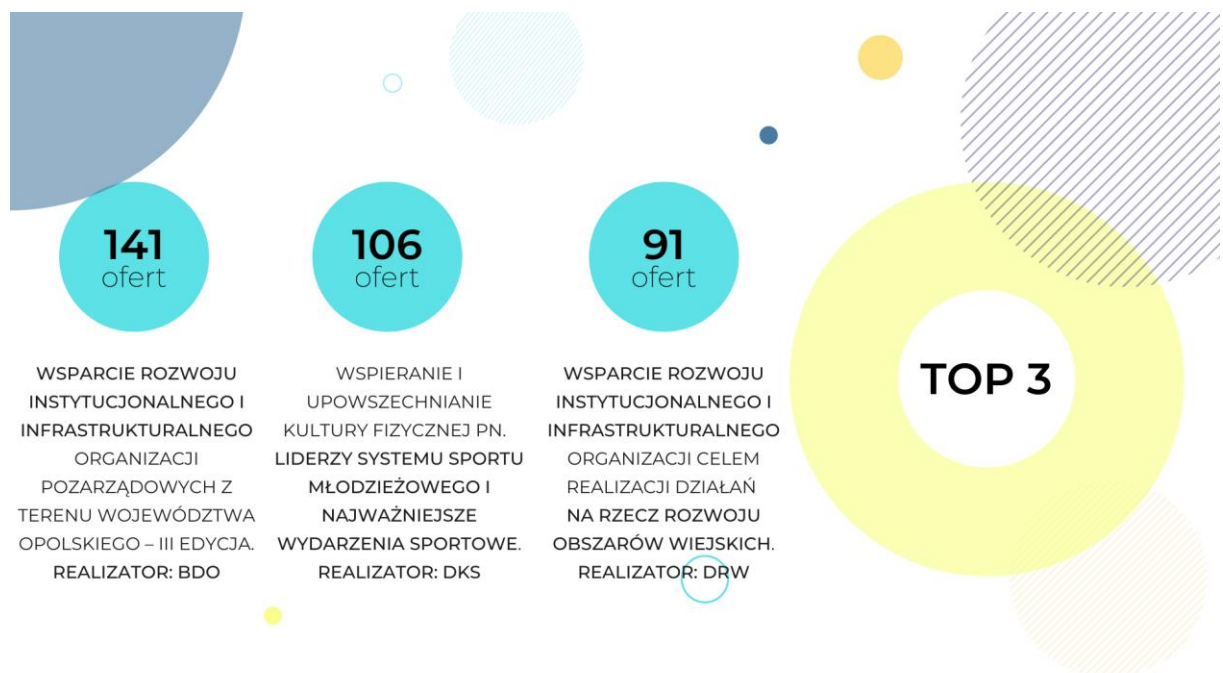 141
ofert
WSPARCIE ROZWOJU
INSTYTUCJONALNEGO I
INFRASTRUKTURALNEGO
ORGANIZACJI
POZARZĄDOWYCH Z
TERENU WOJEWÓDZTWA
OPOLSKIEGO – III EDYCJA.
REALIZATOR: BDO
106
ofert
WSPIERANIE I
UPOWSZECHNIANIE
KULTURY FIZYCZNEJ PN.
LIDERZY SYSTEMU SPORTU
MŁODZIEŻOWEGO I
NAJWAŻNIEJSZE
WYDARZENIA SPORTOWE.
REALIZATOR: DKS
91
ofert
WSPARCIE ROZWOJU
INSTYTUCJONALNEGO I
INFRASTRUKTURALNEGO
ORGANIZACJI CELEM
REALIZACJI DZIAŁAŃ
NA RZECZ ROZWOJU
OBSZARÓW WIEJSKICH.
REALIZATOR: DRW
TOP 3